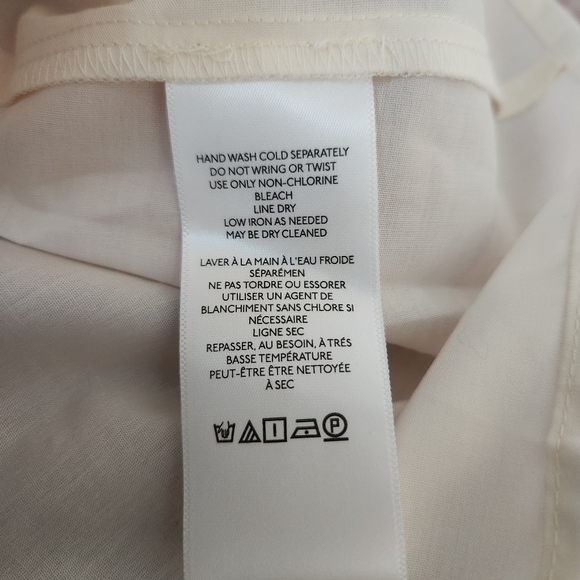 HAND WASH COLD SEPARATELY
DO NOT WRING OR TWIST
USE ONLY NON-CHLORINE
BLEACH
LINE DRY
LOW IRON AS NEEDED
MAY BE DRY CLEANED
LAVER À LA MAIN À L'EAU FROIDE
SÉPARÉMEN
NE PAS TORDRE OU ESSORER
UTILISER UN AGENT DE
BLANCHIMENT SANS CHLORE SI
NÉCESSAIRE
LIGNE SEC
REPASSER, AU BESOIN, À TRÉS
BASSE TEMPÉRATURE
PEUT-ÊTRE ÊTRE NETTOYÉE
À SEC
P